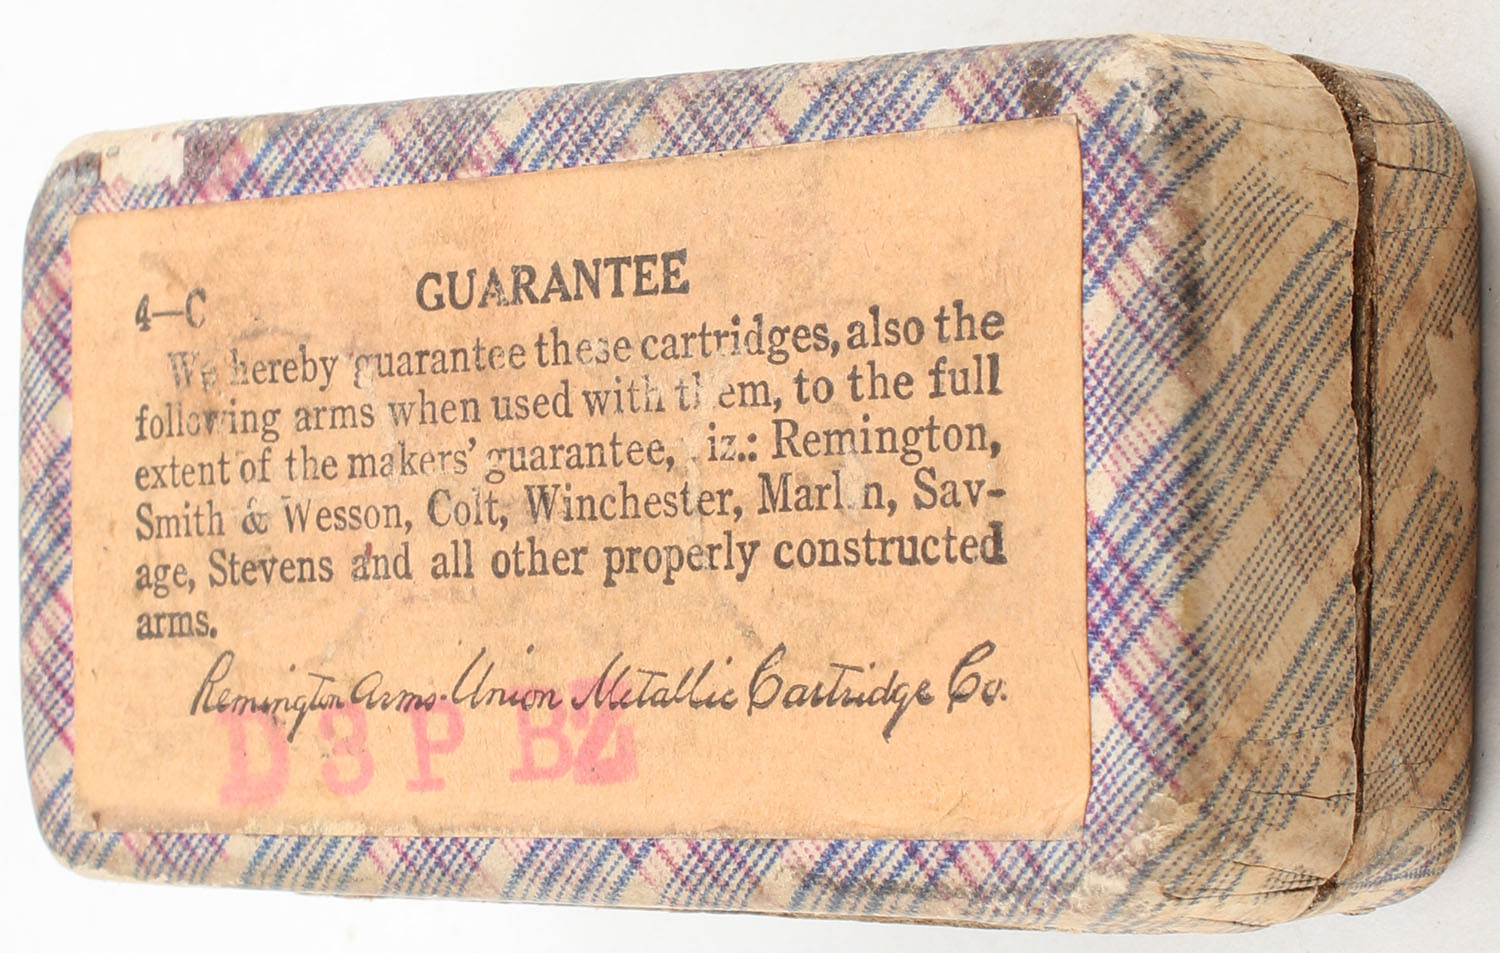 GUARANTEE
4—C
We hereby guarantee these cartridges, also the
following arms when used with them, to the full
extent of the makers' guarantee, viz.: Remington,
Smith & Wesson, Colt, Winchester, Marlin, Sav-
age, Stevens and all other properly constructed
arms.
Remington Arms-Union Metallic Cartridge Co.
D 3 P B